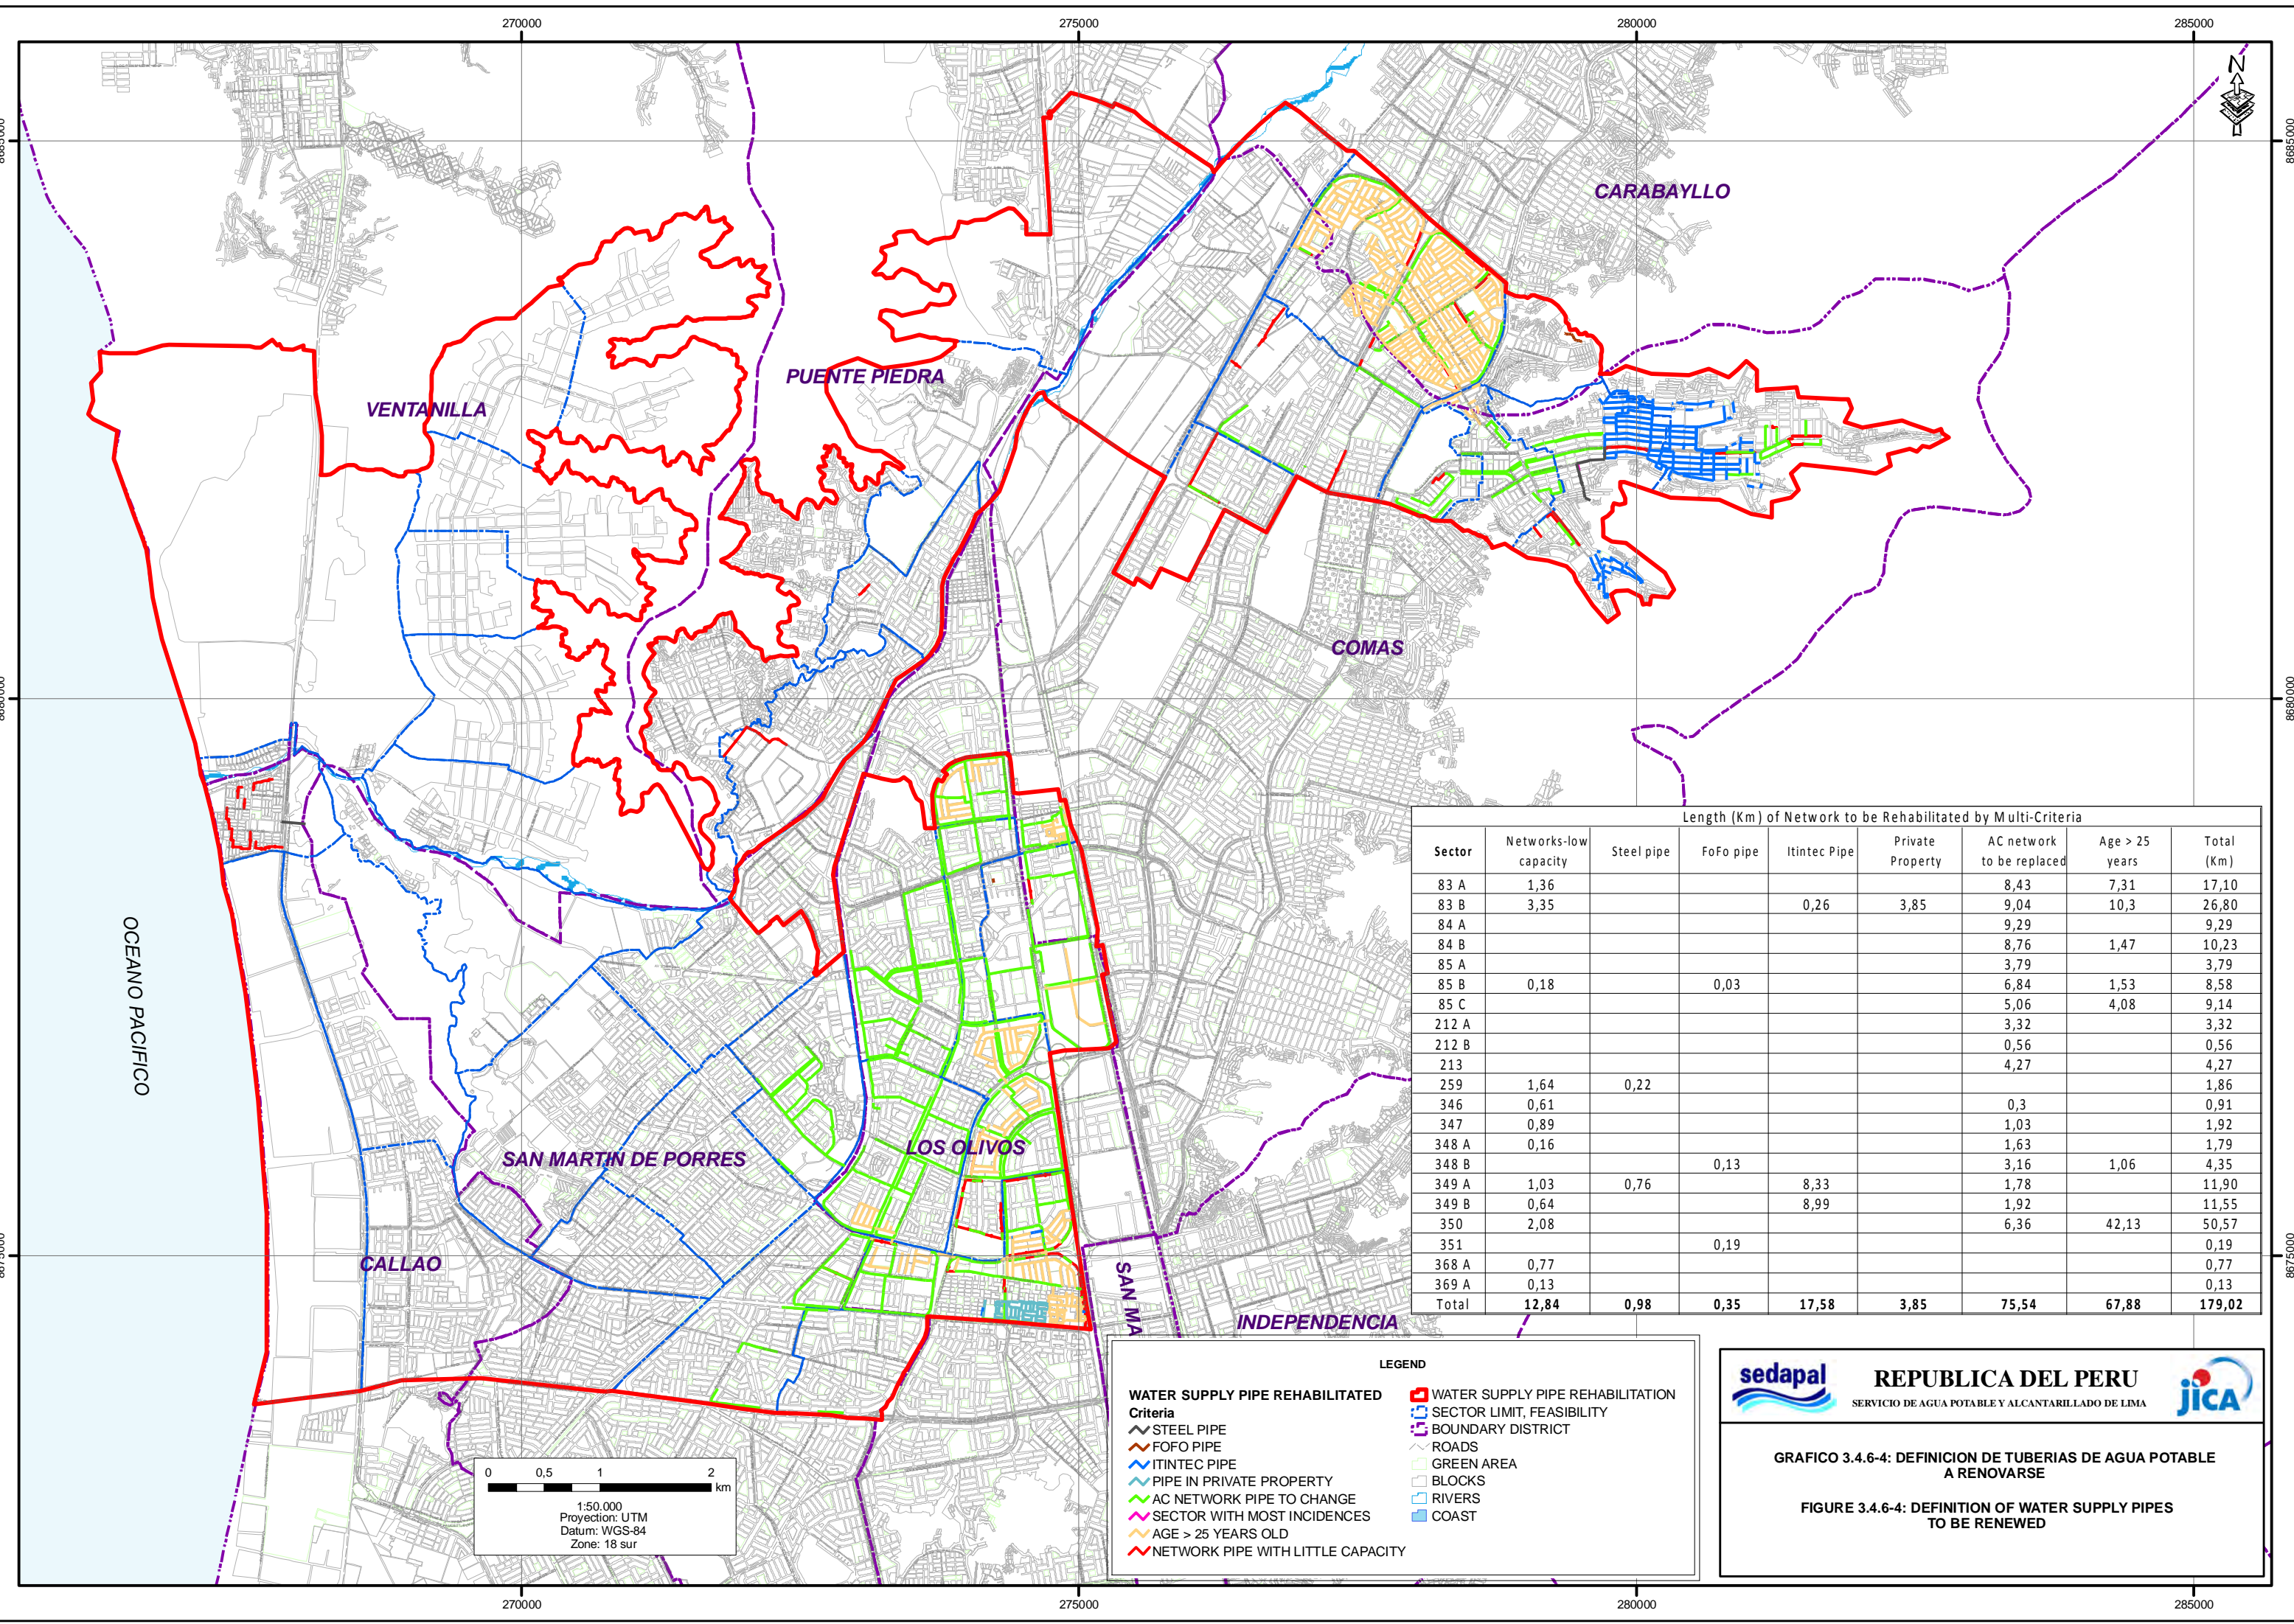 270000 275000 280000 285000
N
8685000 8685000
CARABAYLLO
PUENTE PIEDRA
VENTANILLA
COMAS
8680000 8680000
OCEANO PACIFICO
LOS OLIVOS
SAN MARTIN DE PORRES
CALLAO
SAN MA
INDEPENDENCIA
8675000 8675000
Length (Km) of Network to be Rehabilitated by Multi-Criteria
Sector Networks-low capacity Steel pipe FoFo pipe Itintec Pipe Private Property AC network to be replaced Age > 25 years Total (Km)
83 A 1,36 8,43 7,31 17,10
83 B 3,35 0,26 3,85 9,04 10,3 26,80
84 A 9,29 9,29
84 B 8,76 1,47 10,23
85 A 3,79 3,79
85 B 0,18 0,03 6,84 1,53 8,58
85 C 5,06 4,08 9,14
212 A 3,32 3,32
212 B 0,56 0,56
213 4,27 4,27
259 1,64 0,22 1,86
346 0,61 0,3 0,91
347 0,89 1,03 1,92
348 A 0,16 1,63 1,79
348 B 0,13 3,16 1,06 4,35
349 A 1,03 0,76 8,33 1,78 11,90
349 B 0,64 8,99 1,92 11,55
350 2,08 6,36 42,13 50,57
351 0,19 0,19
368 A 0,77 0,77
369 A 0,13 0,13
Total 12,84 0,98 0,35 17,58 3,85 75,54 67,88 179,02
0 0,5 1 2
km
1:50.000
Proyection: UTM
Datum: WGS-84
Zone: 18 sur
LEGEND
WATER SUPPLY PIPE REHABILITATED
Criteria
STEEL PIPE
FOFO PIPE
ITINTEC PIPE
PIPE IN PRIVATE PROPERTY
AC NETWORK PIPE TO CHANGE
SECTOR WITH MOST INCIDENCES
AGE > 25 YEARS OLD
NETWORK PIPE WITH LITTLE CAPACITY
WATER SUPPLY PIPE REHABILITATION
SECTOR LIMIT, FEASIBILITY
BOUNDARY DISTRICT
ROADS
GREEN AREA
BLOCKS
RIVERS
COAST
sedapal
REPUBLICA DEL PERU
SERVICIO DE AGUA POTABLE Y ALCANTARILLADO DE LIMA
jICA
GRAFICO 3.4.6-4: DEFINICION DE TUBERIAS DE AGUA POTABLE
A RENOVARSE
FIGURE 3.4.6-4: DEFINITION OF WATER SUPPLY PIPES
TO BE RENEWED
270000 275000 280000 285000